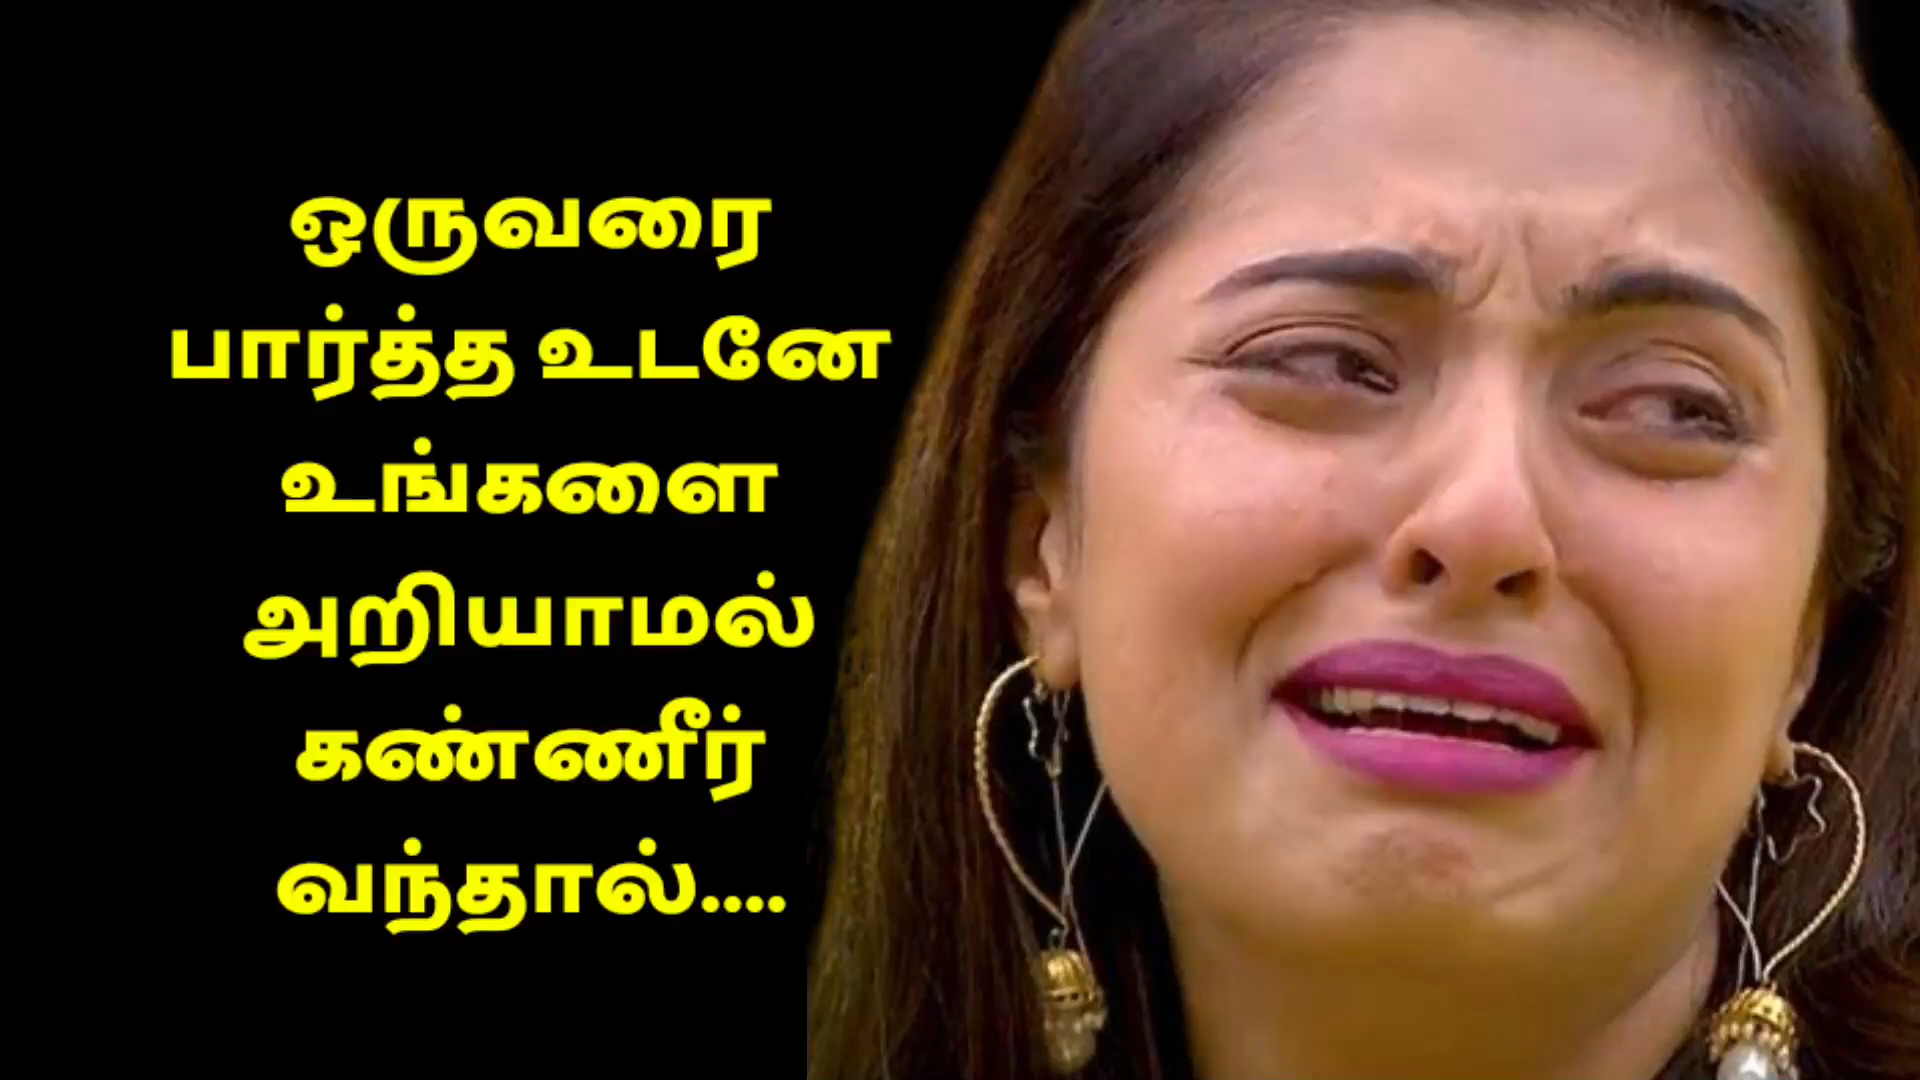 ஒருவரை
பார்த்த உடனே
உங்களை
அறியாமல்
கண்ணீர்
வந்தால்....